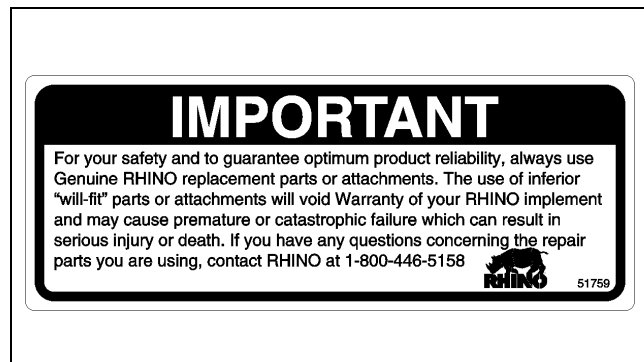 IMPORTANT
For your safety and to guarantee optimum product reliability, always use
Genuine RHINO replacement parts or attachments. The use of inferior
“will-fit” parts or attachments will void Warranty of your RHINO implement
and may cause premature or catastrophic failure which can result in
serious injury or death. If you have any questions concerning the repair
parts you are using, contact RHINO at 1-800-446-5158
RHINO
51759